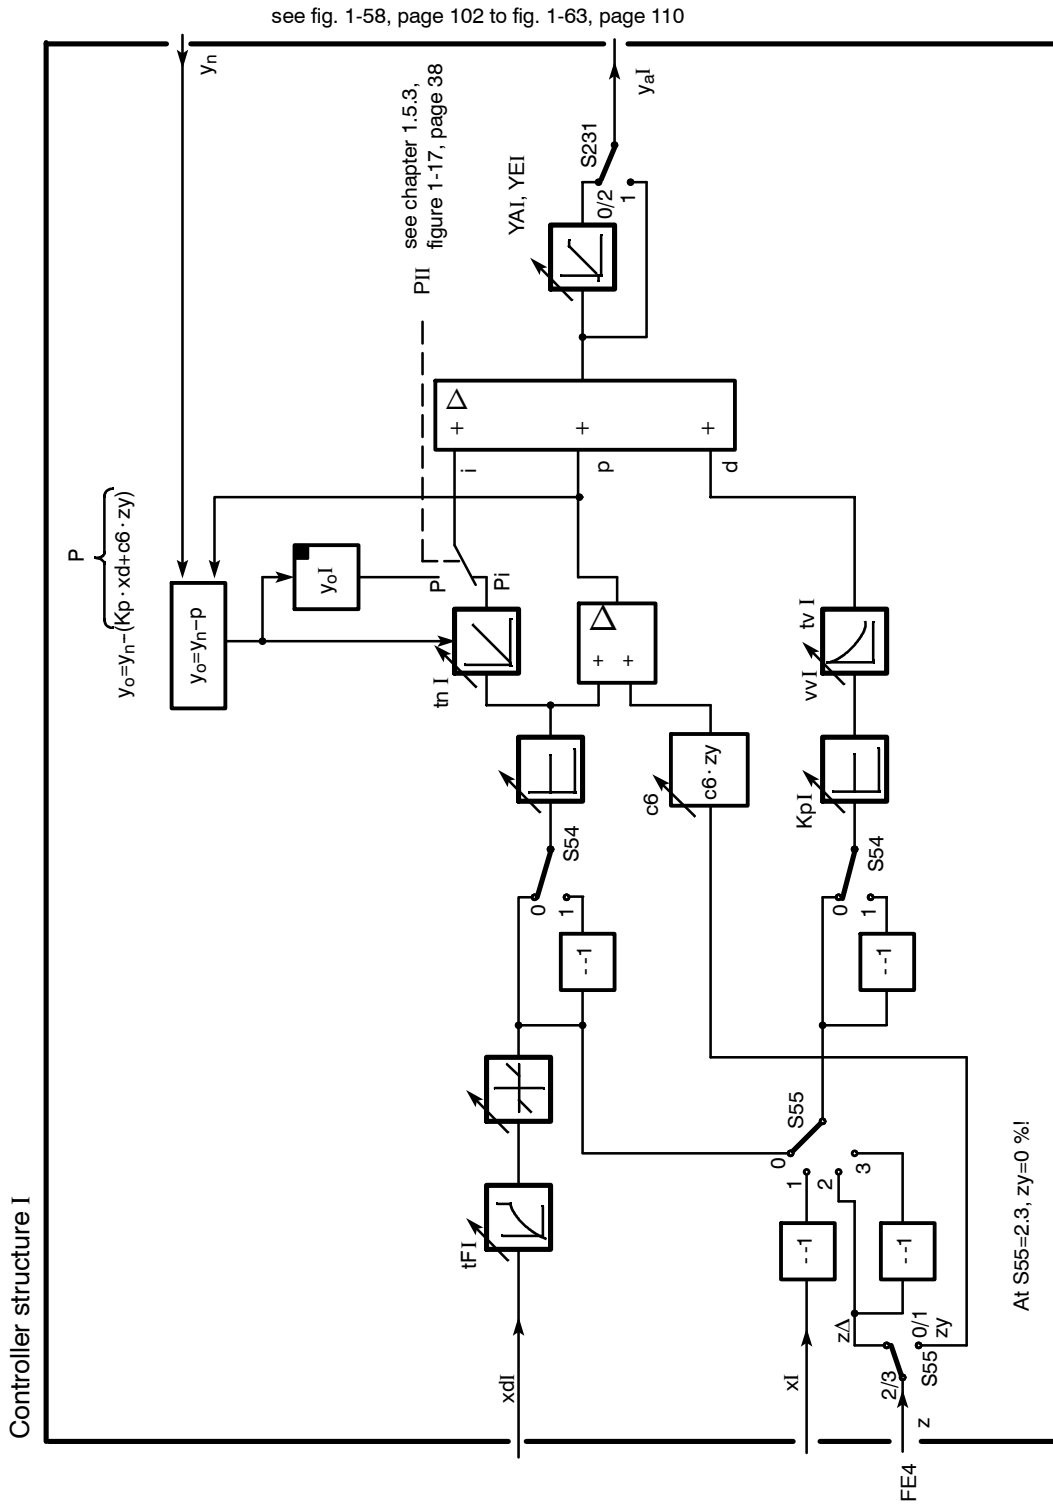 see fig. 1-58, page 102 to fig. 1-63, page 110
Controller structure I
yn
yaI
see chapter 1.5.3,
figure 1-17, page 38
PII
S231
0/2
1
YAI, YEI
P
yo=yn−(Kp · xd+c6 · zy)
yo=yn−p
yoI
P
Pi
tn I
i
p
d
+
+
+
+
+
tv I
vvI
KpI
c6
c6 · zy
S54
0
1
- -1
S54
0
1
- -1
tFI
xdI
S55
0
1
2
3
- -1
- -1
xI
zΔ
0/1
zy
2/3
S55
z
FE4
At S55=2.3, zy=0 %!